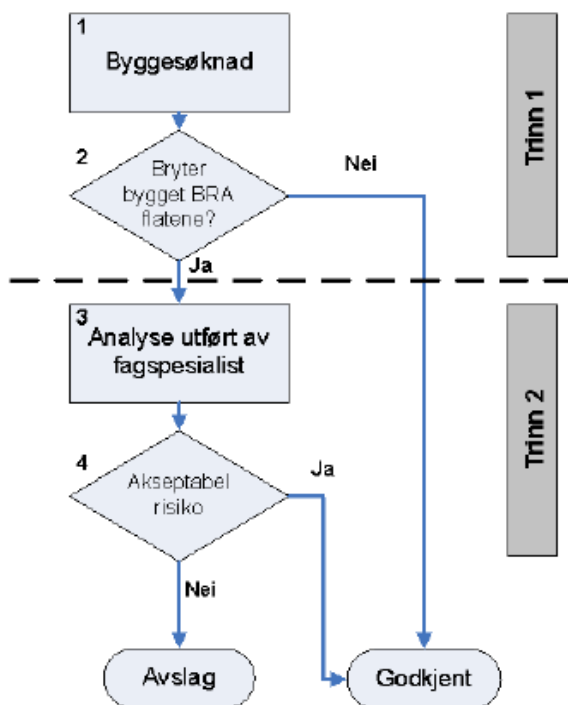 1
Byggesøknad
Trinn 1
2
Bryter
bygget BRA
flatene?
Nei
Ja
3
Analyse utført av
fagspesialist
Trinn 2
4
Akseptabel
risiko
Ja
Nei
Avslag
Godkjent